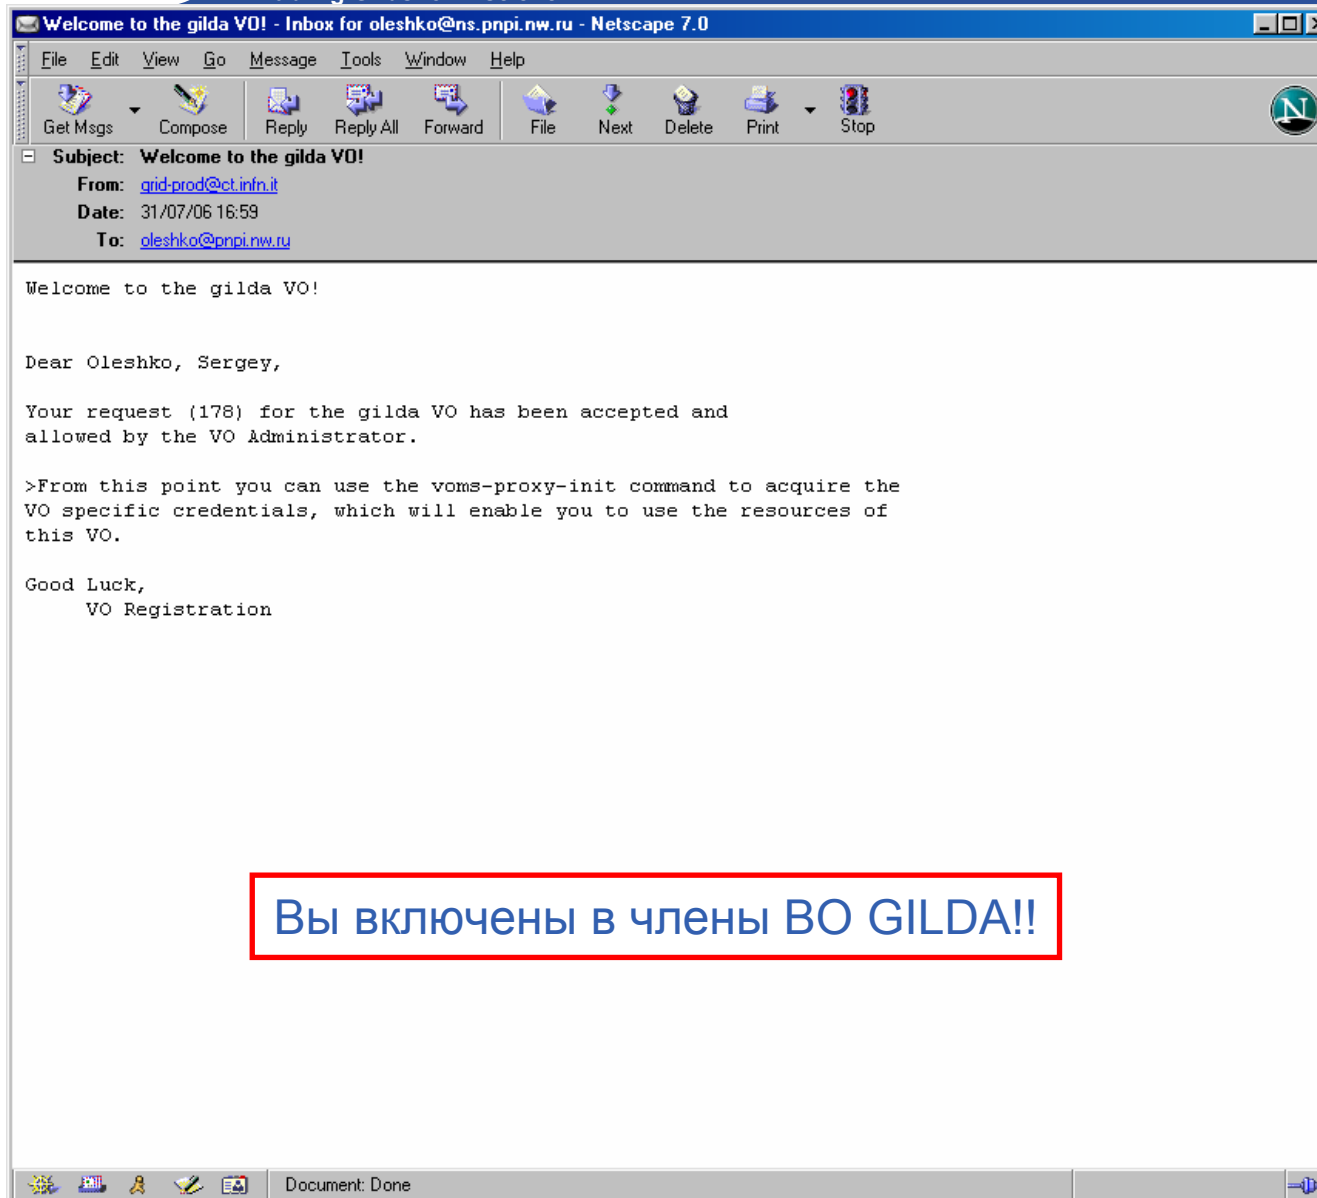 Welcome to the gilda VO! - Inbox for oleshko@ns.pnpi.nw.ru - Netscape 7.0
File Edit View Go Message Tools Window Help
Get Msgs Compose Reply Reply All Forward File Next Delete Print Stop
N
Subject: Welcome to the gilda VO!
From: grid-prod@ct.infn.it
Date: 31/07/06 16:59
To: oleshko@pnpi.nw.ru
Welcome to the gilda VO!
Dear Oleshko, Sergey,
Your request (178) for the gilda VO has been accepted and
allowed by the VO Administrator.
>From this point you can use the voms-proxy-init command to acquire the
VO specific credentials, which will enable you to use the resources of
this VO.
Good Luck,
VO Registration
Вы включены в члены ВО GILDA!!
Document: Done